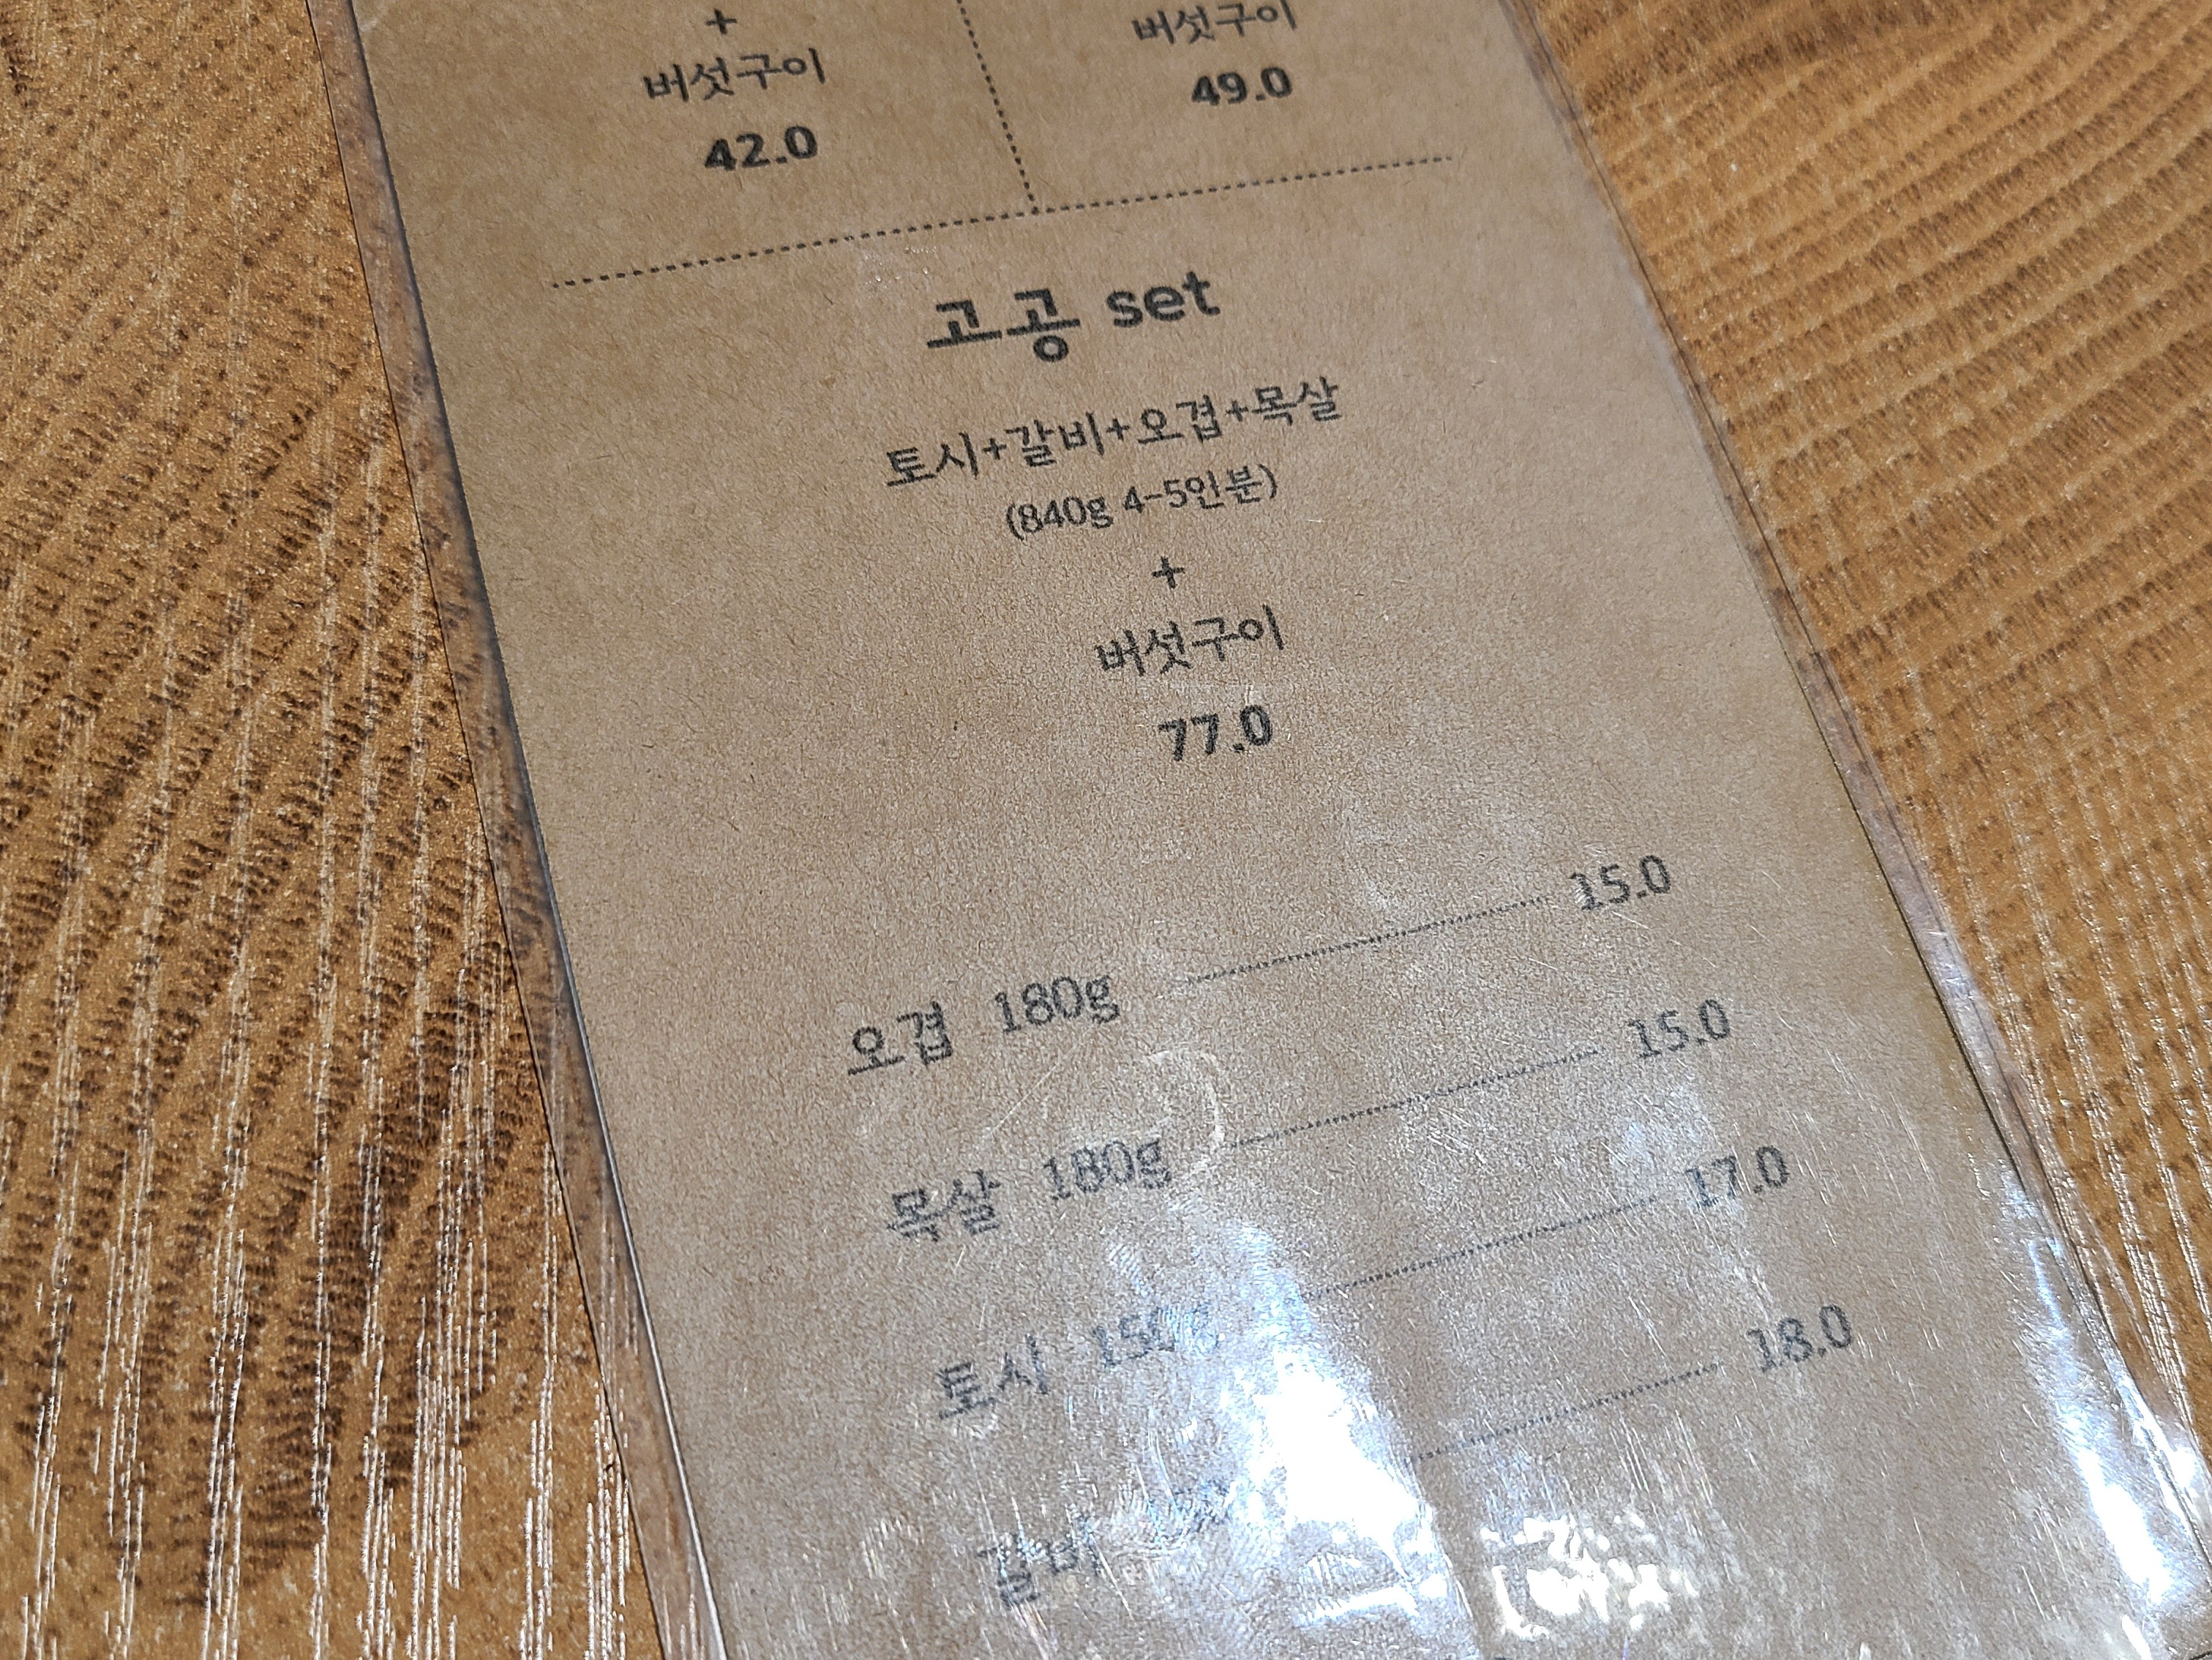 +
버섯구이
42.0
버섯구이
49.0
고공 set
토시+갈비+오겹+목살
(840g 4-5인분)
+
버섯구이
77.0
오겹 180g 15.0
목살 180g 15.0
토시 150g 17.0
갈비 18.0